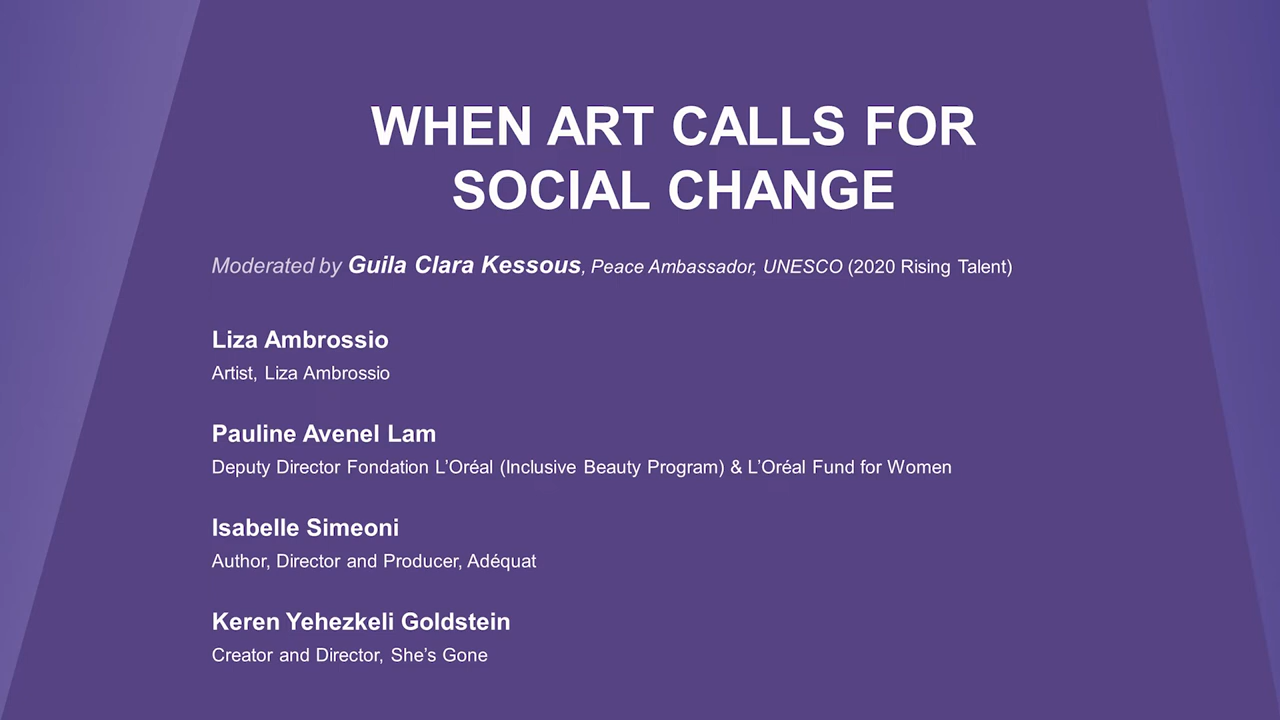 WHEN ART CALLS FOR
SOCIAL CHANGE
Moderated by Guila Clara Kessous, Peace Ambassador, UNESCO (2020 Rising Talent)
Liza Ambrossio
Artist, Liza Ambrossio
Pauline Avenel Lam
Deputy Director Fondation L’Oréal (Inclusive Beauty Program) & L’Oréal Fund for Women
Isabelle Simeoni
Author, Director and Producer, Adéquat
Keren Yehezkeli Goldstein
Creator and Director, She’s Gone